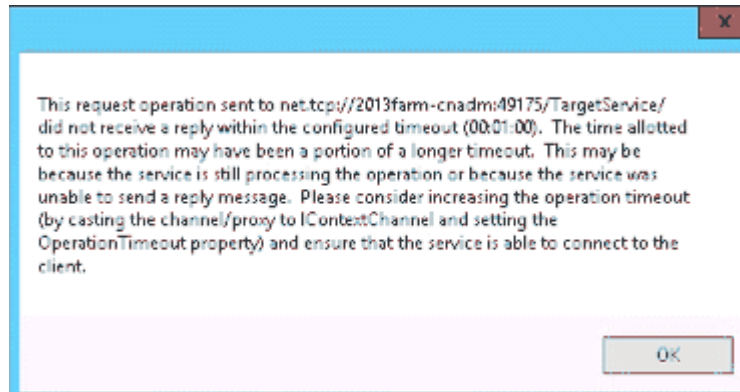 X
This request operation sent to net.tcp://2013farm-cnadm:49175/TargetService/
did not receive a reply within the configured timeout (00:01:00).  The time allotted
to this operation may have been a portion of a longer timeout.  This may be
because the service is still processing the operation or because the service was
unable to send a reply message.  Please consider increasing the operation timeout
(by casting the channel/proxy to IContextChannel and setting the
OperationTimeout property) and ensure that the service is able to connect to the
client.
OK